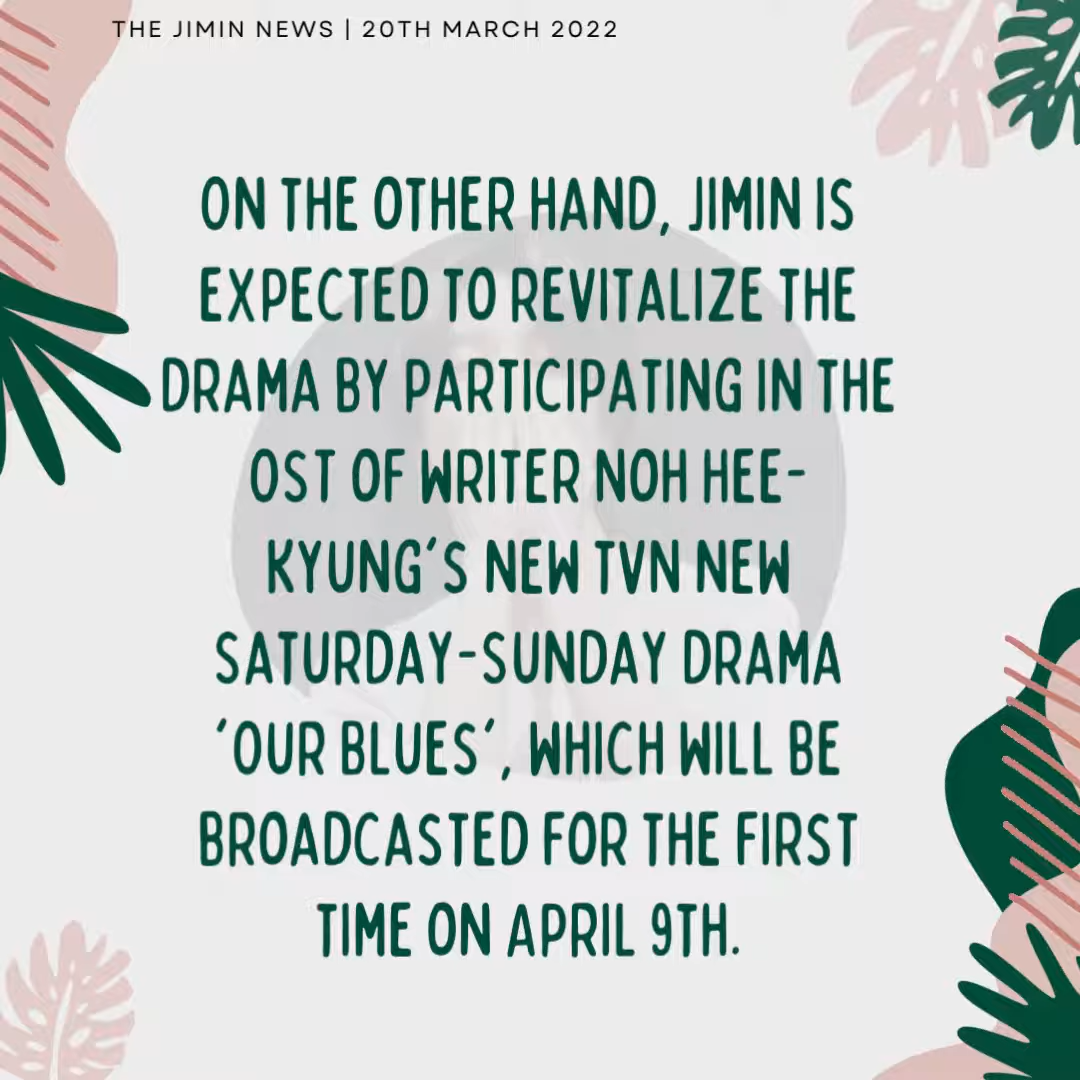 THE JIMIN NEWS | 20TH MARCH 2022
ON THE OTHER HAND, JIMIN IS
EXPECTED TO REVITALIZE THE
DRAMA BY PARTICIPATING IN THE
OST OF WRITER NOH HEE-
KYUNG'S NEW TVN NEW
SATURDAY-SUNDAY DRAMA
'OUR BLUES', WHICH WILL BE
BROADCASTED FOR THE FIRST
TIME ON APRIL 9TH.